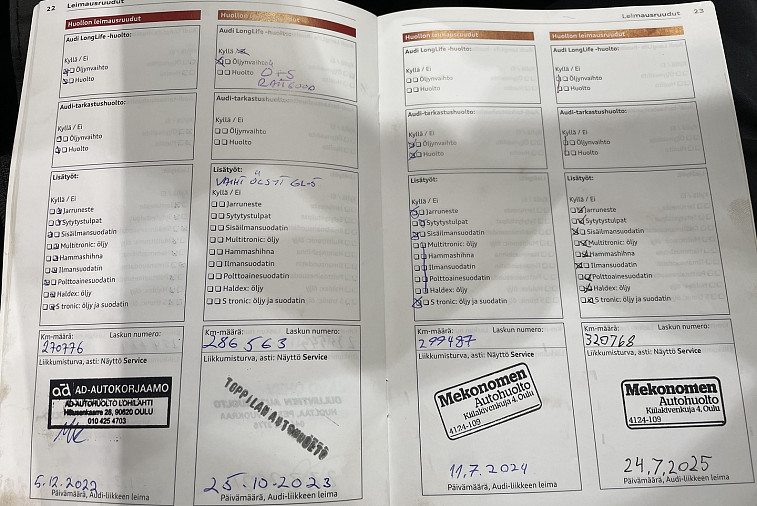 22
Huollon leimausruudut
Audi LongLife -huolto:
Kyllä / Ei
Öljynvaihto
Huolto
Audi-tarkastushuolto:
Kyllä / Ei
Öljynvaihto
Huolto
Lisätyöt:
Kyllä / Ei
Jarruneste
Sytytystulpat
Sisäilmansuodatin
Multitronic: öljy
Hammashihna
Ilmansuodatin
Polttoainesuodatin
Haldex: öljy
S tronic: öljy ja suodatin
Km-määrä: Laskun numero:
270776
Liikkumisturva, asti: Näyttö Service
ad AD-AUTOKORJAAMO
AD-AUTOHUOLTO LOHILAHTI
Hiltusenkaarre 28, 90620 OULU
010 425 4703
5.12.2022
Päivämäärä, Audi-liikkeen leima
Huollon leimausruudut
Audi LongLife -huolto:
Kyllä / Ei
Öljynvaihto
Huolto
Audi-tarkastushuolto:
Kyllä / Ei
Öljynvaihto
Huolto
Lisätyöt:
Kyllä / Ei
Jarruneste
Sytytystulpat
Sisäilmansuodatin
Multitronic: öljy
Hammashihna
Ilmansuodatin
Polttoainesuodatin
Haldex: öljy
S tronic: öljy ja suodatin
Km-määrä: Laskun numero:
286563
Liikkumisturva, asti: Näyttö Service
25.10.2023
Päivämäärä, Audi-liikkeen leima
Leimausruudut 23
Huollon leimausruudut
Audi LongLife -huolto:
Kyllä / Ei
Öljynvaihto
Huolto
Audi-tarkastushuolto:
Kyllä / Ei
Öljynvaihto
Huolto
Lisätyöt:
Kyllä / Ei
Jarruneste
Sytytystulpat
Sisäilmansuodatin
Multitronic: öljy
Hammashihna
Ilmansuodatin
Polttoainesuodatin
Haldex: öljy
S tronic: öljy ja suodatin
Km-määrä: Laskun numero:
299487
Liikkumisturva, asti: Näyttö Service
Mekonomen
Autohuolto
Kiilakivenkuja 4, Oulu
4124-109
11.7.2024
Päivämäärä, Audi-liikkeen leima
Huollon leimausruudut
Audi LongLife -huolto:
Kyllä / Ei
Öljynvaihto
Huolto
Audi-tarkastushuolto:
Kyllä / Ei
Öljynvaihto
Huolto
Lisätyöt:
Kyllä / Ei
Jarruneste
Sytytystulpat
Sisäilmansuodatin
Multitronic: öljy
Hammashihna
Ilmansuodatin
Polttoainesuodatin
Haldex: öljy
S tronic: öljy ja suodatin
Km-määrä: Laskun numero:
320768
Liikkumisturva, asti: Näyttö Service
Mekonomen
Autohuolto
Kiilakivenkuja 4, Oulu
4124-109
24.7.2025
Päivämäärä, Audi-liikkeen leima